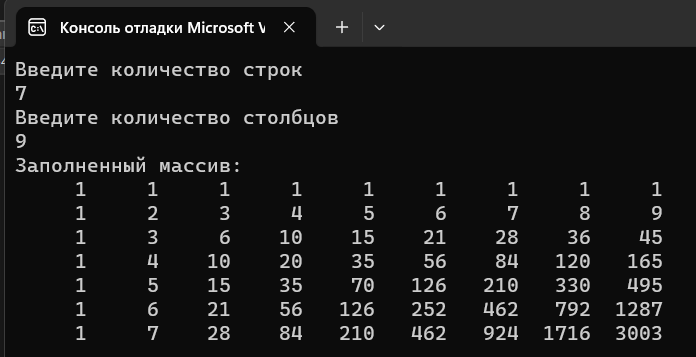 Консоль отладки Microsoft V
Введите количество строк
7
Введите количество столбцов
9
Заполненный массив:
1 1 1 1 1 1 1 1 1
1 2 3 4 5 6 7 8 9
1 3 6 10 15 21 28 36 45
1 4 10 20 35 56 84 120 165
1 5 15 35 70 126 210 330 495
1 6 21 56 126 252 462 792 1287
1 7 28 84 210 462 924 1716 3003